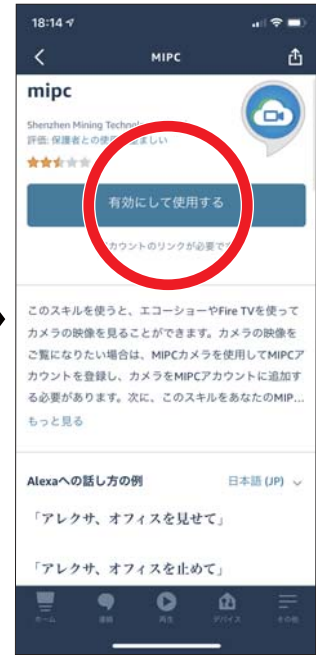 18:14
MIPC
mipc
Shenzhen Mining Technol
評価: 保護者との使 ましい
有効にして使用する
カウントのリンクが必要で
このスキルを使うと、エコーショーやFire TVを使って
カメラの映像を見ることができます。カメラの映像を
ご覧になりたい場合は、MIPCカメラを使用してMIPCア
カウントを登録し、カメラをMIPCアカウントに追加す
る必要があります。次に、このスキルをあなたのMIP...
もっと見る
Alexaへの話し方の例 日本語 (JP)
「アレクサ、オフィスを見せて」
「アレクサ、オフィスを止めて」
ホーム 連絡 再生 デバイス その他